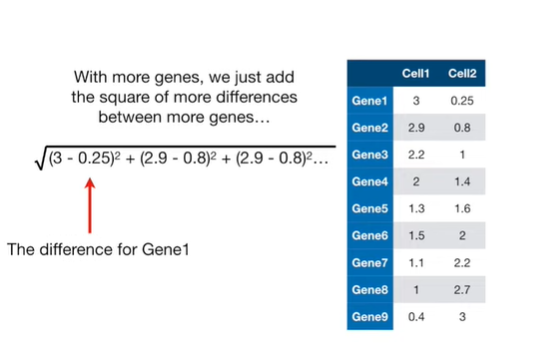 With more genes, we just add
the square of more differences
between more genes…
√(3 - 0.25)² + (2.9 - 0.8)² + (2.9 - 0.8)²…
The difference for Gene1
Cell1 Cell2
Gene1 3 0.25
Gene2 2.9 0.8
Gene3 2.2 1
Gene4 2 1.4
Gene5 1.3 1.6
Gene6 1.5 2
Gene7 1.1 2.2
Gene8 1 2.7
Gene9 0.4 3